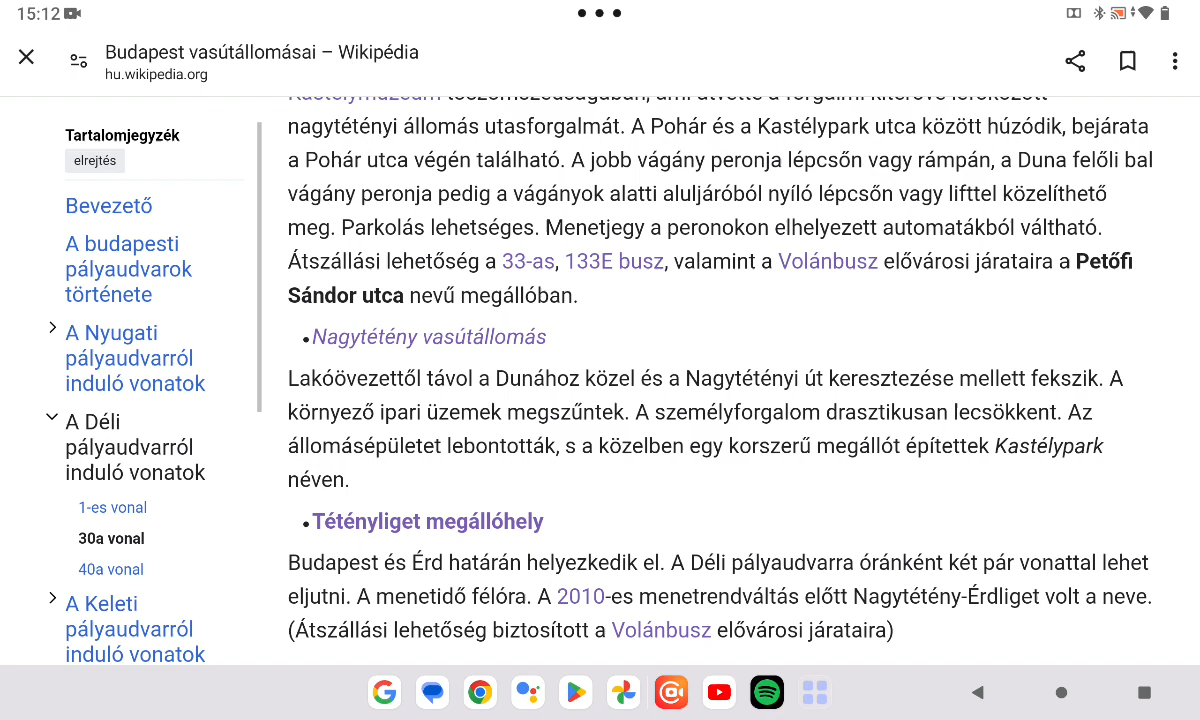 15:12
Budapest vasútállomásai – Wikipédia
hu.wikipedia.org
Tartalomjegyzék
elrejtés
Bevezető
A budapesti
pályaudvarok
története
A Nyugati
pályaudvarról
induló vonatok
A Déli
pályaudvarról
induló vonatok
1-es vonal
30a vonal
40a vonal
A Keleti
pályaudvarról
induló vonatok
nagytétényi állomás utasforgalmát. A Pohár és a Kastélypark utca között húzódik, bejárata
a Pohár utca végén található. A jobb vágány peronja lépcsőn vagy rámpán, a Duna felőli bal
vágány peronja pedig a vágányok alatti aluljáróból nyíló lépcsőn vagy lifttel közelíthető
meg. Parkolás lehetséges. Menetjegy a peronokon elhelyezett automatákból váltható.
Átszállási lehetőség a 33-as, 133E busz, valamint a Volánbusz elővárosi járataira a Petőfi
Sándor utca nevű megállóban.
• Nagytétény vasútállomás
Lakóövezettől távol a Dunához közel és a Nagytétényi út keresztezése mellett fekszik. A
környező ipari üzemek megszűntek. A személyforgalom drasztikusan lecsökkent. Az
állomásépületet lebontották, s a közelben egy korszerű megállót építettek Kastélypark
néven.
• Tétényliget megállóhely
Budapest és Érd határán helyezkedik el. A Déli pályaudvarra óránként két pár vonattal lehet
eljutni. A menetidő félóra. A 2010-es menetrendváltás előtt Nagytétény-Érdliget volt a neve.
(Átszállási lehetőség biztosított a Volánbusz elővárosi járataira)